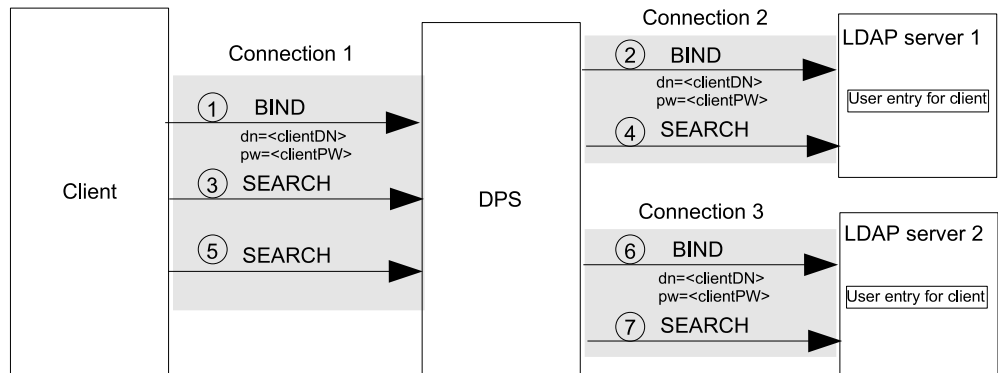 Client
Connection 1
1 BIND
dn=<clientDN>
pw=<clientPW>
3 SEARCH
5 SEARCH
DPS
Connection 2
2 BIND
dn=<clientDN>
pw=<clientPW>
4 SEARCH
LDAP server 1
User entry for client
Connection 3
6 BIND
dn=<clientDN>
pw=<clientPW>
7 SEARCH
LDAP server 2
User entry for client